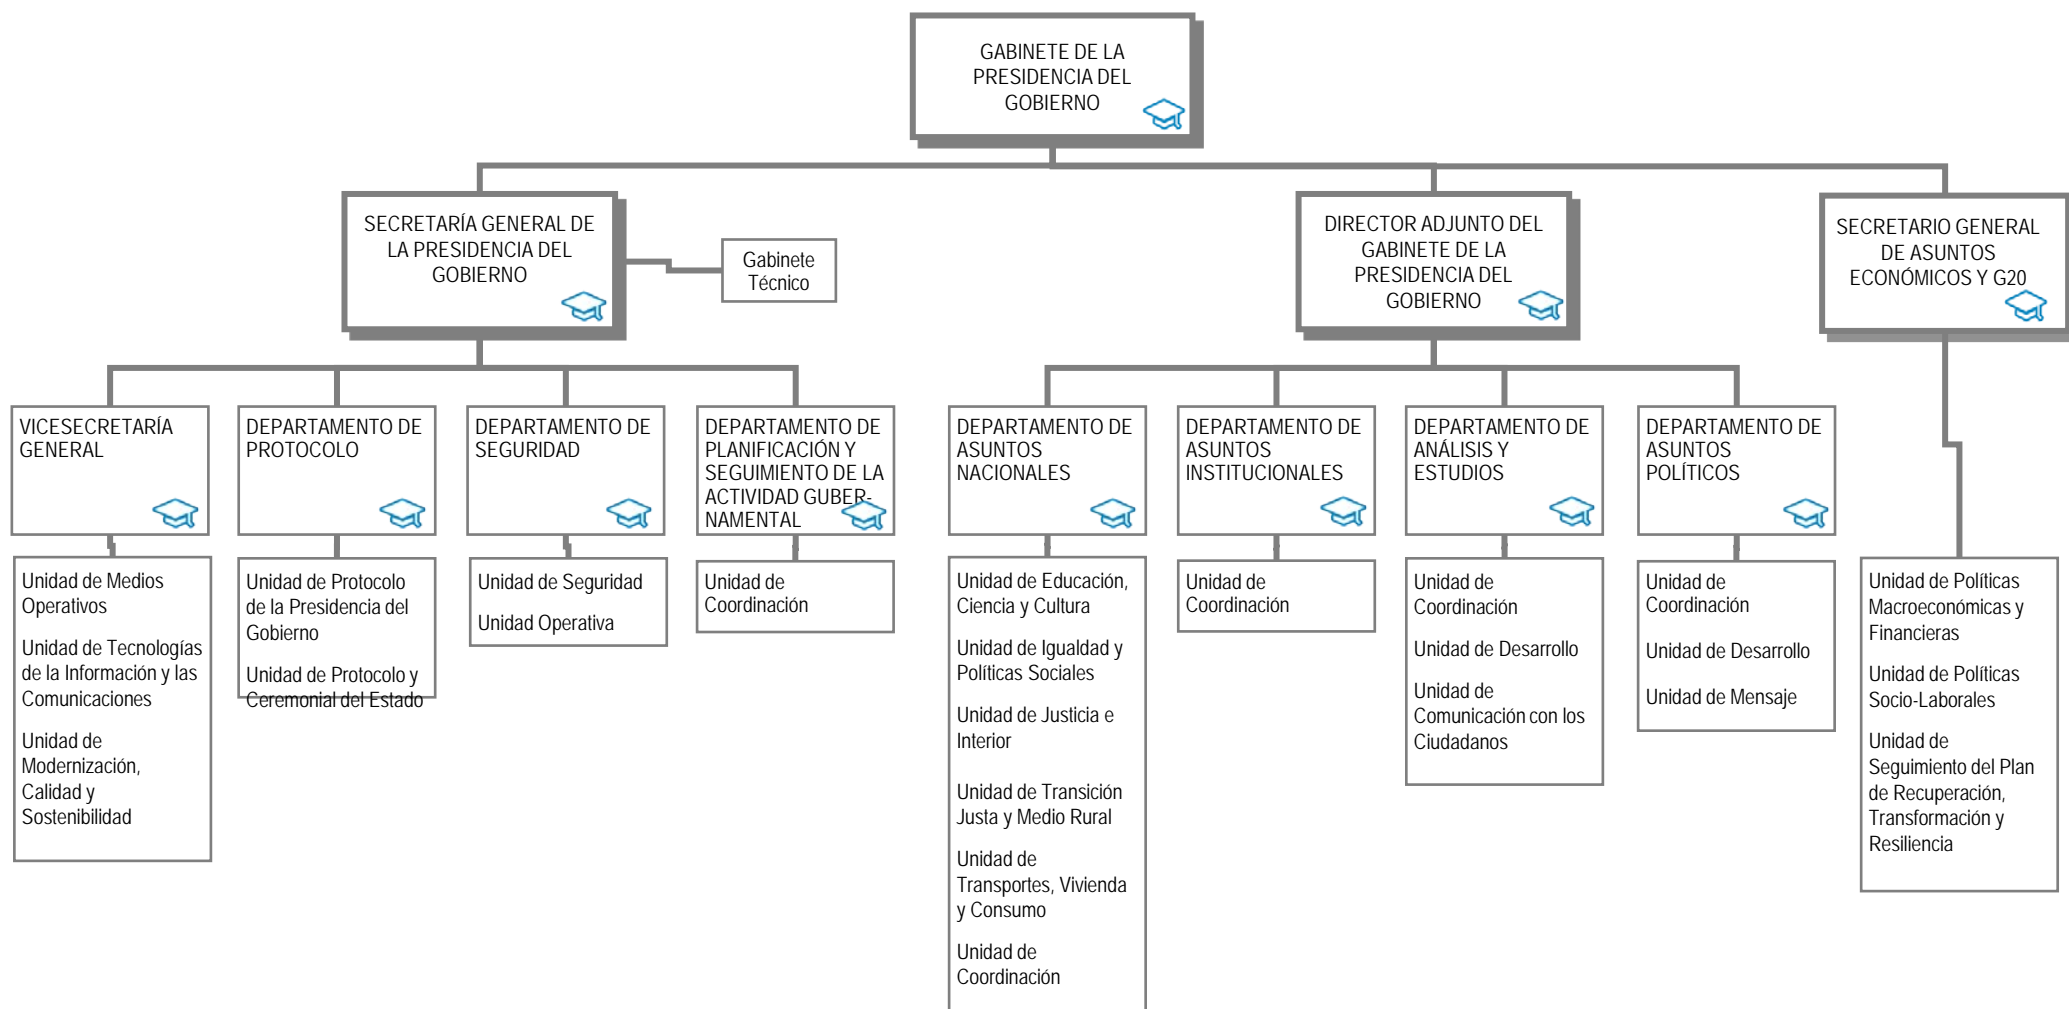 GABINETE DE LA
PRESIDENCIA DEL
GOBIERNO
SECRETARÍA GENERAL DE
LA PRESIDENCIA DEL
GOBIERNO
Gabinete
Técnico
DIRECTOR ADJUNTO DEL
GABINETE DE LA
PRESIDENCIA DEL
GOBIERNO
SECRETARIO GENERAL
DE ASUNTOS
ECONÓMICOS Y G20
VICESECRETARÍA
GENERAL
DEPARTAMENTO DE
PROTOCOLO
DEPARTAMENTO DE
SEGURIDAD
DEPARTAMENTO DE
PLANIFICACIÓN Y
SEGUIMIENTO DE LA
ACTIVIDAD GUBER-
NAMENTAL
DEPARTAMENTO DE
ASUNTOS
NACIONALES
DEPARTAMENTO DE
ASUNTOS
INSTITUCIONALES
DEPARTAMENTO DE
ANÁLISIS Y
ESTUDIOS
DEPARTAMENTO DE
ASUNTOS
POLÍTICOS
Unidad de Medios
Operativos
Unidad de Tecnologías
de la Información y las
Comunicaciones
Unidad de
Modernización,
Calidad y
Sostenibilidad
Unidad de Protocolo
de la Presidencia del
Gobierno
Unidad de Protocolo y
Ceremonial del Estado
Unidad de Seguridad
Unidad Operativa
Unidad de
Coordinación
Unidad de Educación,
Ciencia y Cultura
Unidad de Igualdad y
Políticas Sociales
Unidad de Justicia e
Interior
Unidad de Transición
Justa y Medio Rural
Unidad de
Transportes, Vivienda
y Consumo
Unidad de
Coordinación
Unidad de
Coordinación
Unidad de
Coordinación
Unidad de Desarrollo
Unidad de
Comunicación con los
Ciudadanos
Unidad de
Coordinación
Unidad de Desarrollo
Unidad de Mensaje
Unidad de Políticas
Macroeconómicas y
Financieras
Unidad de Políticas
Socio-Laborales
Unidad de
Seguimiento del Plan
de Recuperación,
Transformación y
Resiliencia